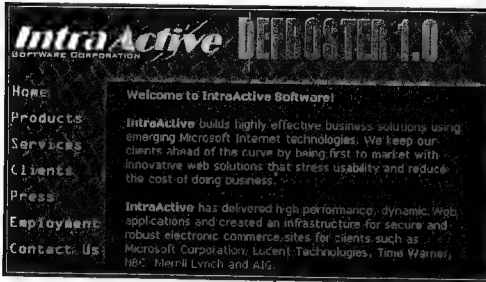 IntraActive
SOFTWARE CORPORATION
DEFROSTER 1.0
Home
Products
Services
Clients
Press
Employment
Contact Us
Welcome to IntraActive Software!
IntraActive builds highly effective business solutions using
emerging Microsoft Internet technologies. We keep our
clients ahead of the curve by being first to market with
innovative web solutions that stress usability and reduce
the cost of doing business.
IntraActive has delivered high performance, dynamic Web
applications and created an infrastructure for secure and
robust electronic commerce sites for clients such as
Microsoft Corporation, Lucent Technologies, Time Warner,
NBC, Merrill Lynch and AIG.